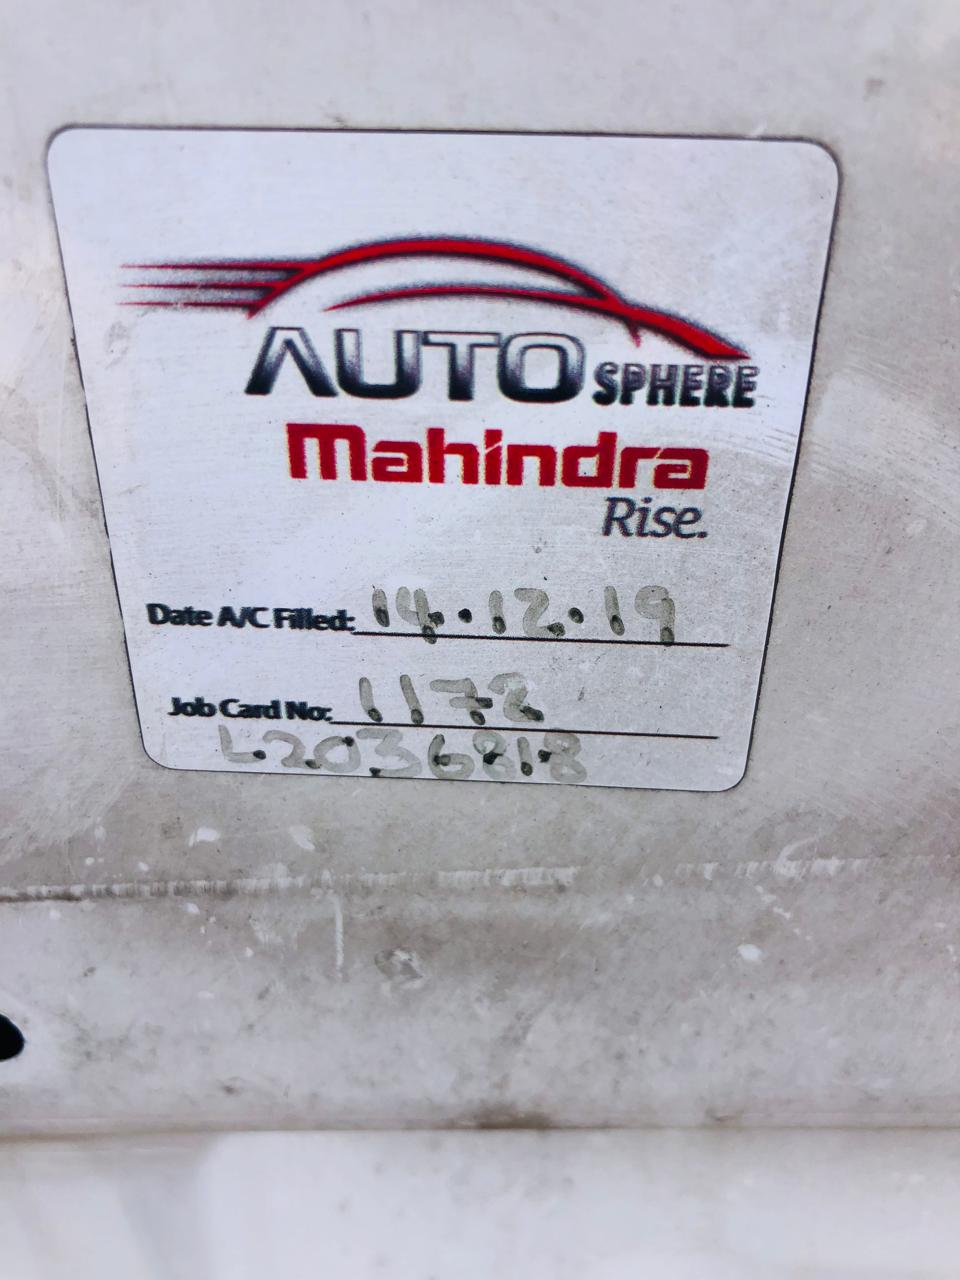 AUTO SPHERE
Mahindra
Rise.
Date A/C Filled: 14.12.19
Job Card No: 1172
L2036818